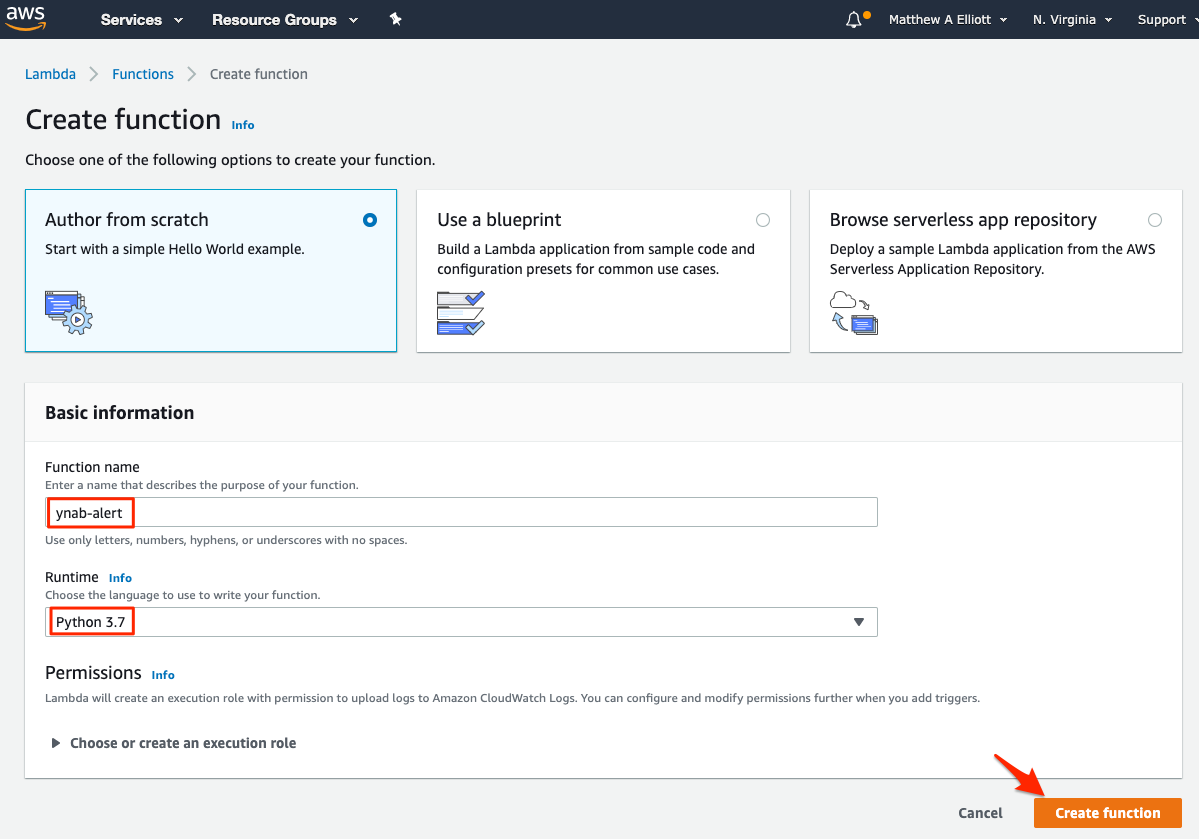 aws Services Resource Groups Matthew A Elliott N. Virginia Support
Lambda Functions Create function
Create function Info
Choose one of the following options to create your function.
Author from scratch
Start with a simple Hello World example.
Use a blueprint
Build a Lambda application from sample code and
configuration presets for common use cases.
Browse serverless app repository
Deploy a sample Lambda application from the AWS
Serverless Application Repository.
Basic information
Function name
Enter a name that describes the purpose of your function.
ynab-alert
Use only letters, numbers, hyphens, or underscores with no spaces.
Runtime Info
Choose the language to use to write your function.
Python 3.7
Permissions Info
Lambda will create an execution role with permission to upload logs to Amazon CloudWatch Logs. You can configure and modify permissions further when you add triggers.
Choose or create an execution role
Cancel Create function